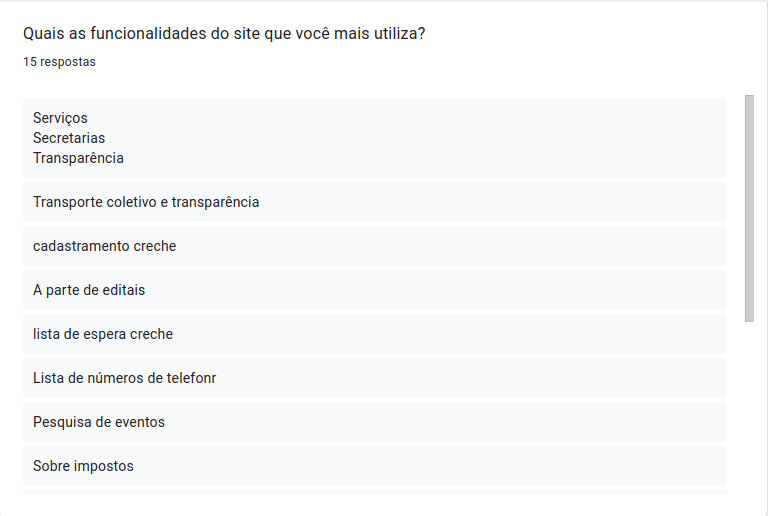 Quais as funcionalidades do site que você mais utiliza?
15 respostas
Serviços
Secretarias
Transparência
Transporte coletivo e transparência
cadastramento creche
A parte de editais
lista de espera creche
Lista de números de telefonr
Pesquisa de eventos
Sobre impostos